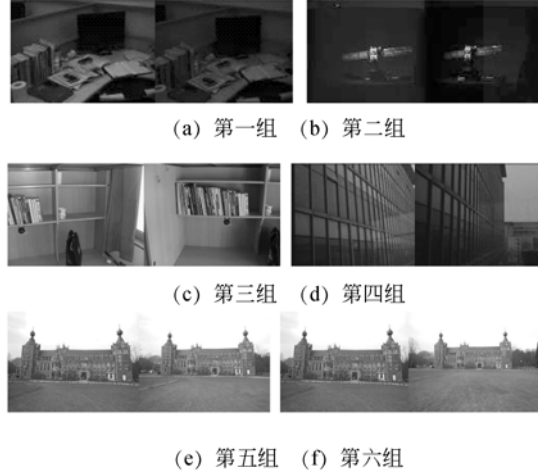 (a) 第一组 (b) 第二组
(c) 第三组 (d) 第四组
(e) 第五组 (f) 第六组